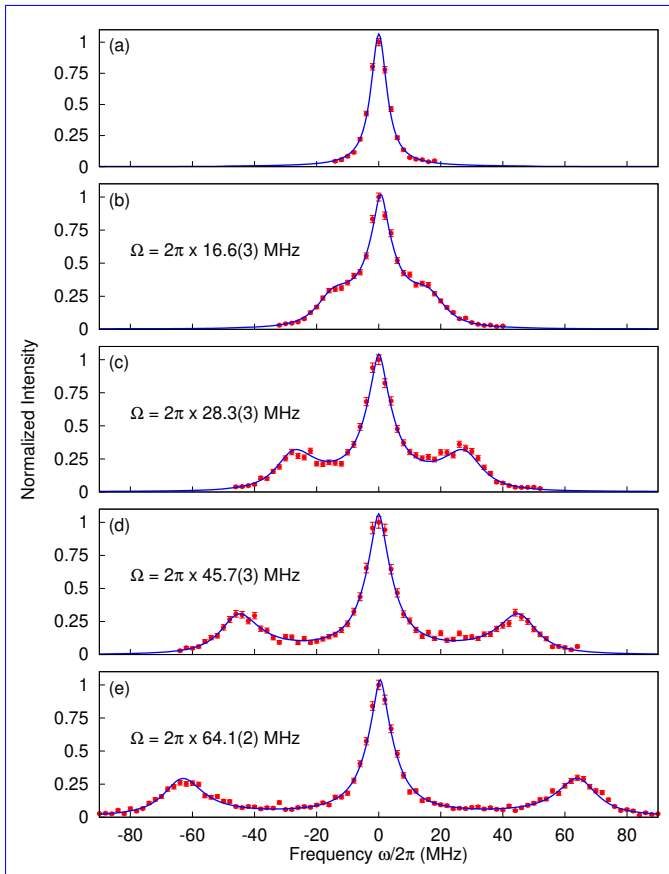 (a)
1
0.75
0.5
0.25
0
(b)
1
0.75
0.5
0.25
0
Ω = 2π x 16.6(3) MHz
(c)
1
0.75
0.5
0.25
0
Ω = 2π x 28.3(3) MHz
Normalized Intensity
(d)
1
0.75
0.5
0.25
0
Ω = 2π x 45.7(3) MHz
(e)
1
0.75
0.5
0.25
0
Ω = 2π x 64.1(2) MHz
-80 -60 -40 -20 0 20 40 60 80
Frequency ω/2π (MHz)